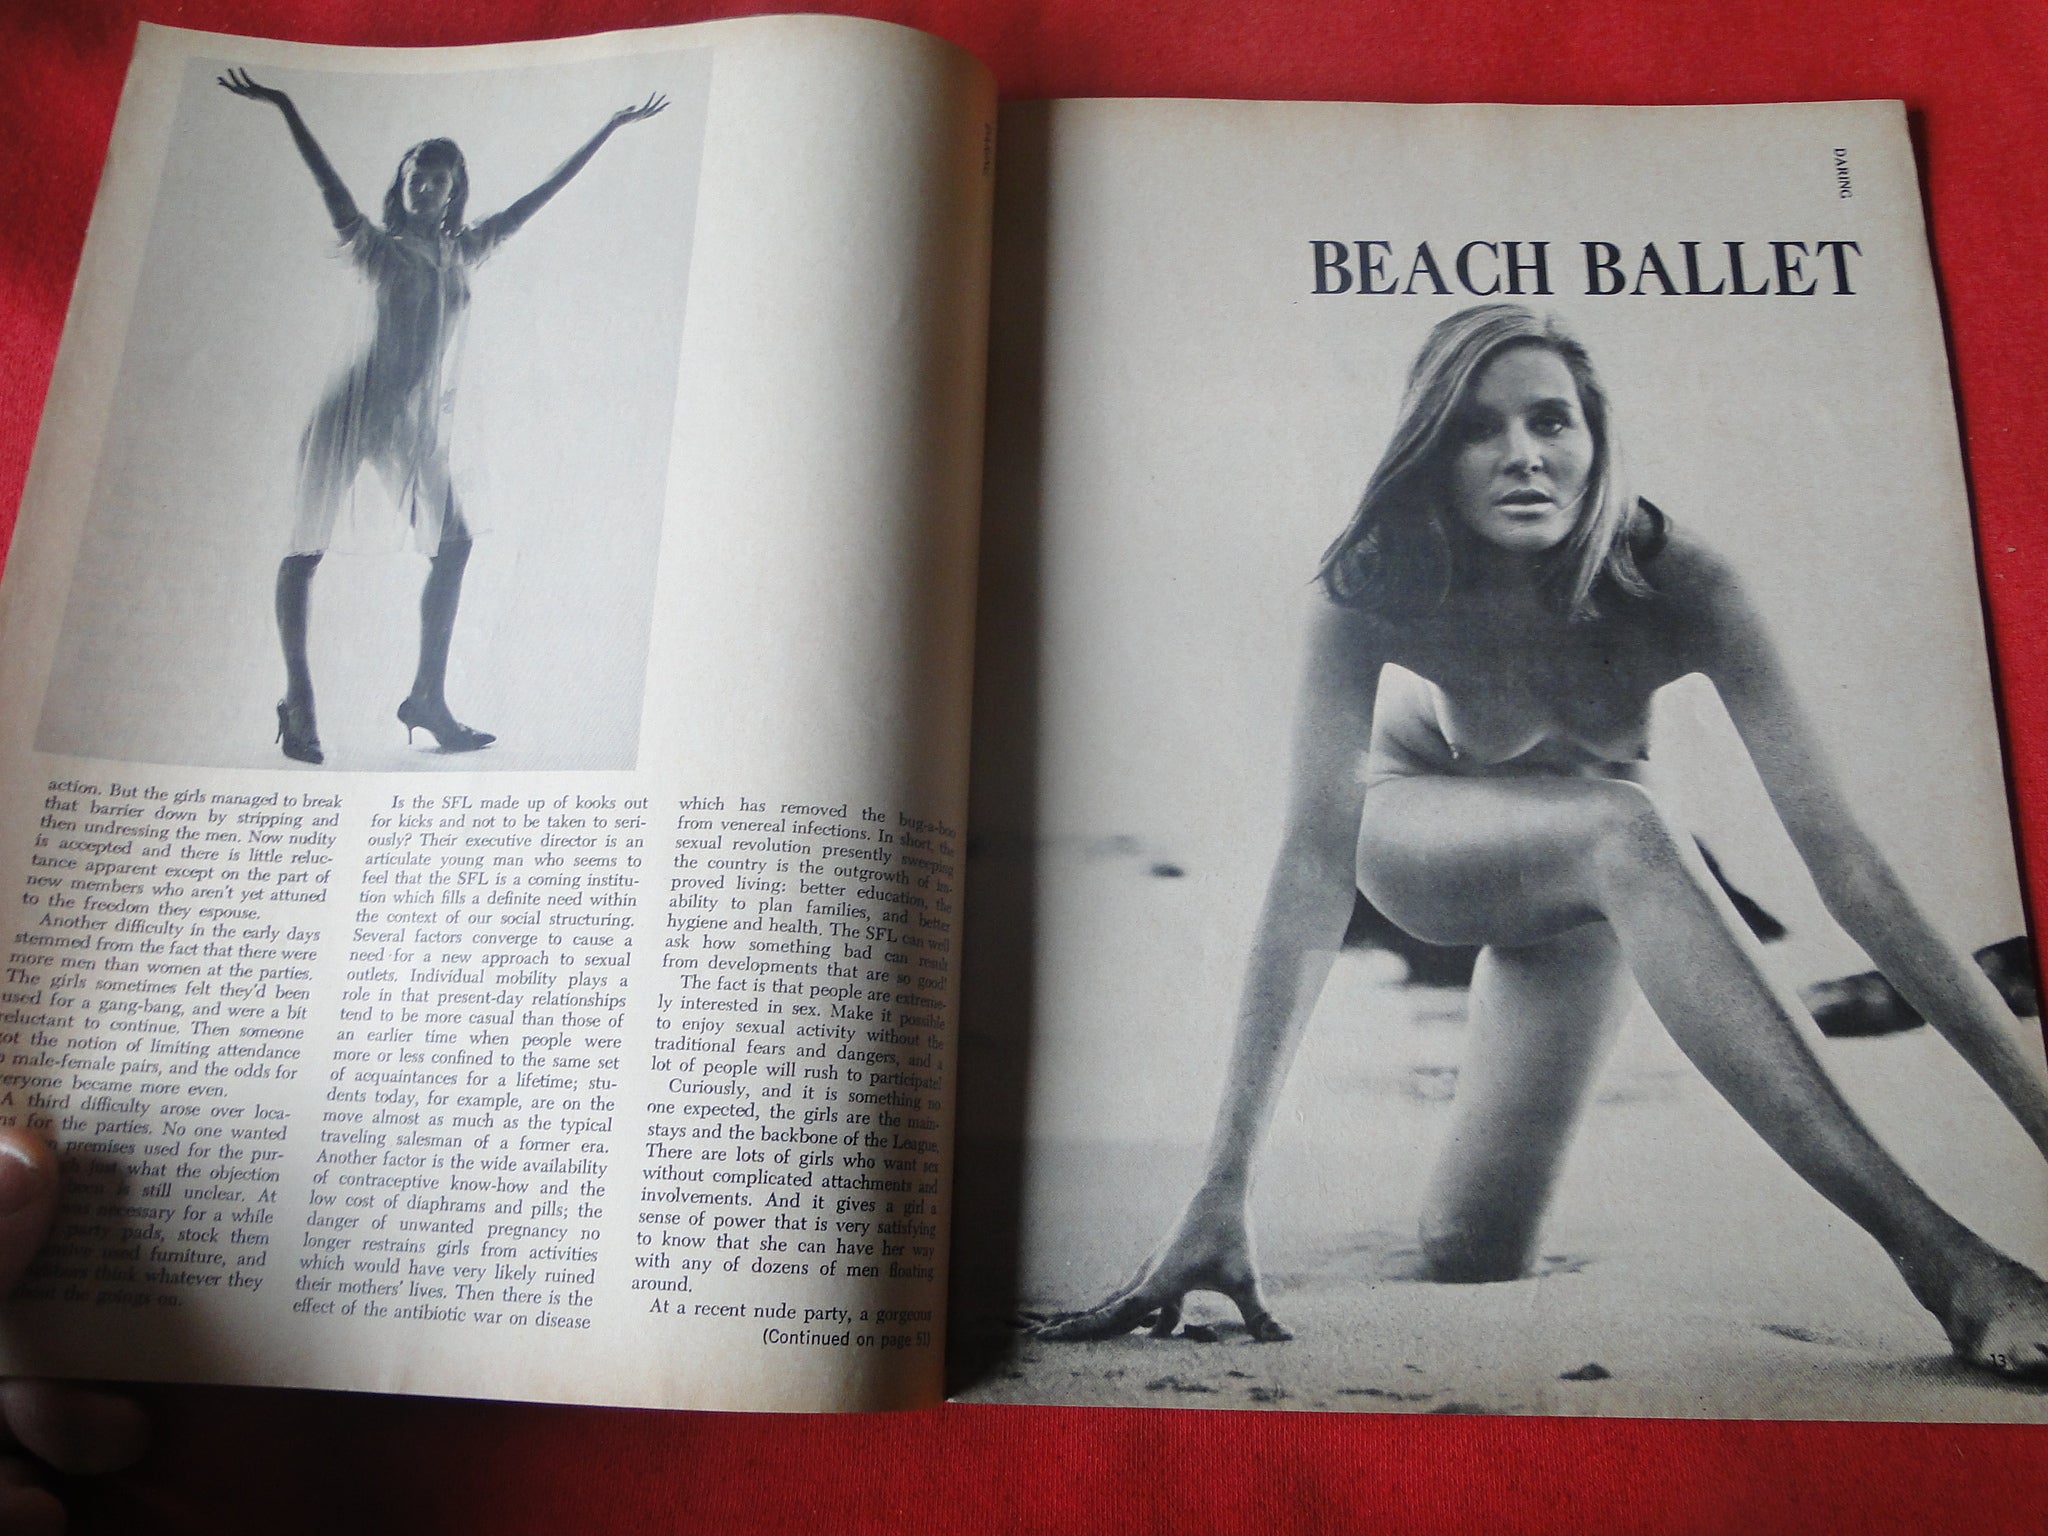 action. But the girls managed to break
that barrier down by stripping and
then undressing the men. Now nudity
is accepted and there is little reluc-
tance apparent except on the part of
new members who aren't yet attuned
to the freedom they espouse.
Another difficulty in the early days
stemmed from the fact that there were
more men than women at the parties.
The girls sometimes felt they'd been
used for a gang-bang, and were a bit
reluctant to continue. Then someone
got the notion of limiting attendance
male-female pairs, and the odds for
everyone became more even.
A third difficulty arose over loca-
for the parties. No one wanted
premises used for the pur-
just what the objection
been is still unclear. At
was necessary for a while
party pads, stock them
used furniture, and
think whatever they
about the goings on.
Is the SFL made up of kooks out
for kicks and not to be taken to seri-
ously? Their executive director is an
articulate young man who seems to
feel that the SFL is a coming institu-
tion which fills a definite need within
the context of our social structuring.
Several factors converge to cause a
need for a new approach to sexual
outlets. Individual mobility plays a
role in that present-day relationships
tend to be more casual than those of
an earlier time when people were
more or less confined to the same set
of acquaintances for a lifetime; stu-
dents today, for example, are on the
move almost as much as the typical
traveling salesman of a former era.
Another factor is the wide availability
of contraceptive know-how and the
low cost of diaphrams and pills; the
danger of unwanted pregnancy no
longer restrains girls from activities
which would have very likely ruined
their mothers' lives. Then there is the
effect of the antibiotic war on disease
which has removed the bug-a-boo
from venereal infections. In short, the
sexual revolution presently sweeping
the country is the outgrowth of im-
proved living: better education, the
ability to plan families, and better
hygiene and health. The SFL can well
ask how something bad can result
from developments that are so good!
The fact is that people are extreme-
ly interested in sex. Make it possible
to enjoy sexual activity without the
traditional fears and dangers, and a
lot of people will rush to participate!
Curiously, and it is something no
one expected, the girls are the main-
stays and the backbone of the League.
There are lots of girls who want sex
without complicated attachments and
involvements. And it gives a girl a
sense of power that is very satisfying
to know that she can have her way
with any of dozens of men floating
around.
At a recent nude party, a gorgeous
(Continued on page 51)
DARING
BEACH BALLET
13